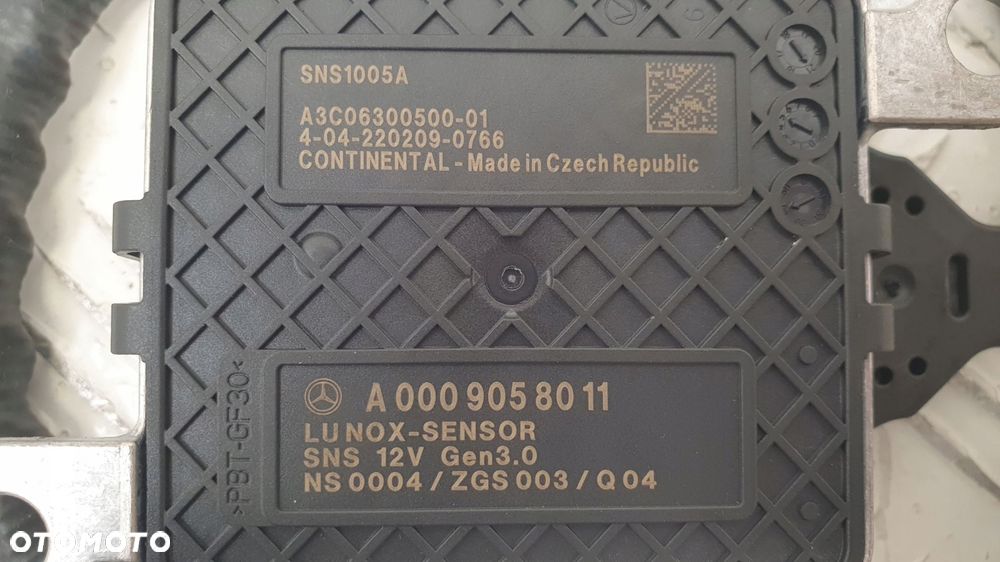 SNS1005A
A3C06300500-01
4-04-220209-0766
CONTINENTAL - Made in Czech Republic
>PBT-GF30<
A 000 905 80 11
LU NOX-SENSOR
SNS 12V Gen3.0
NS 0004 / ZGS 003 / Q 04
OTOMOTO